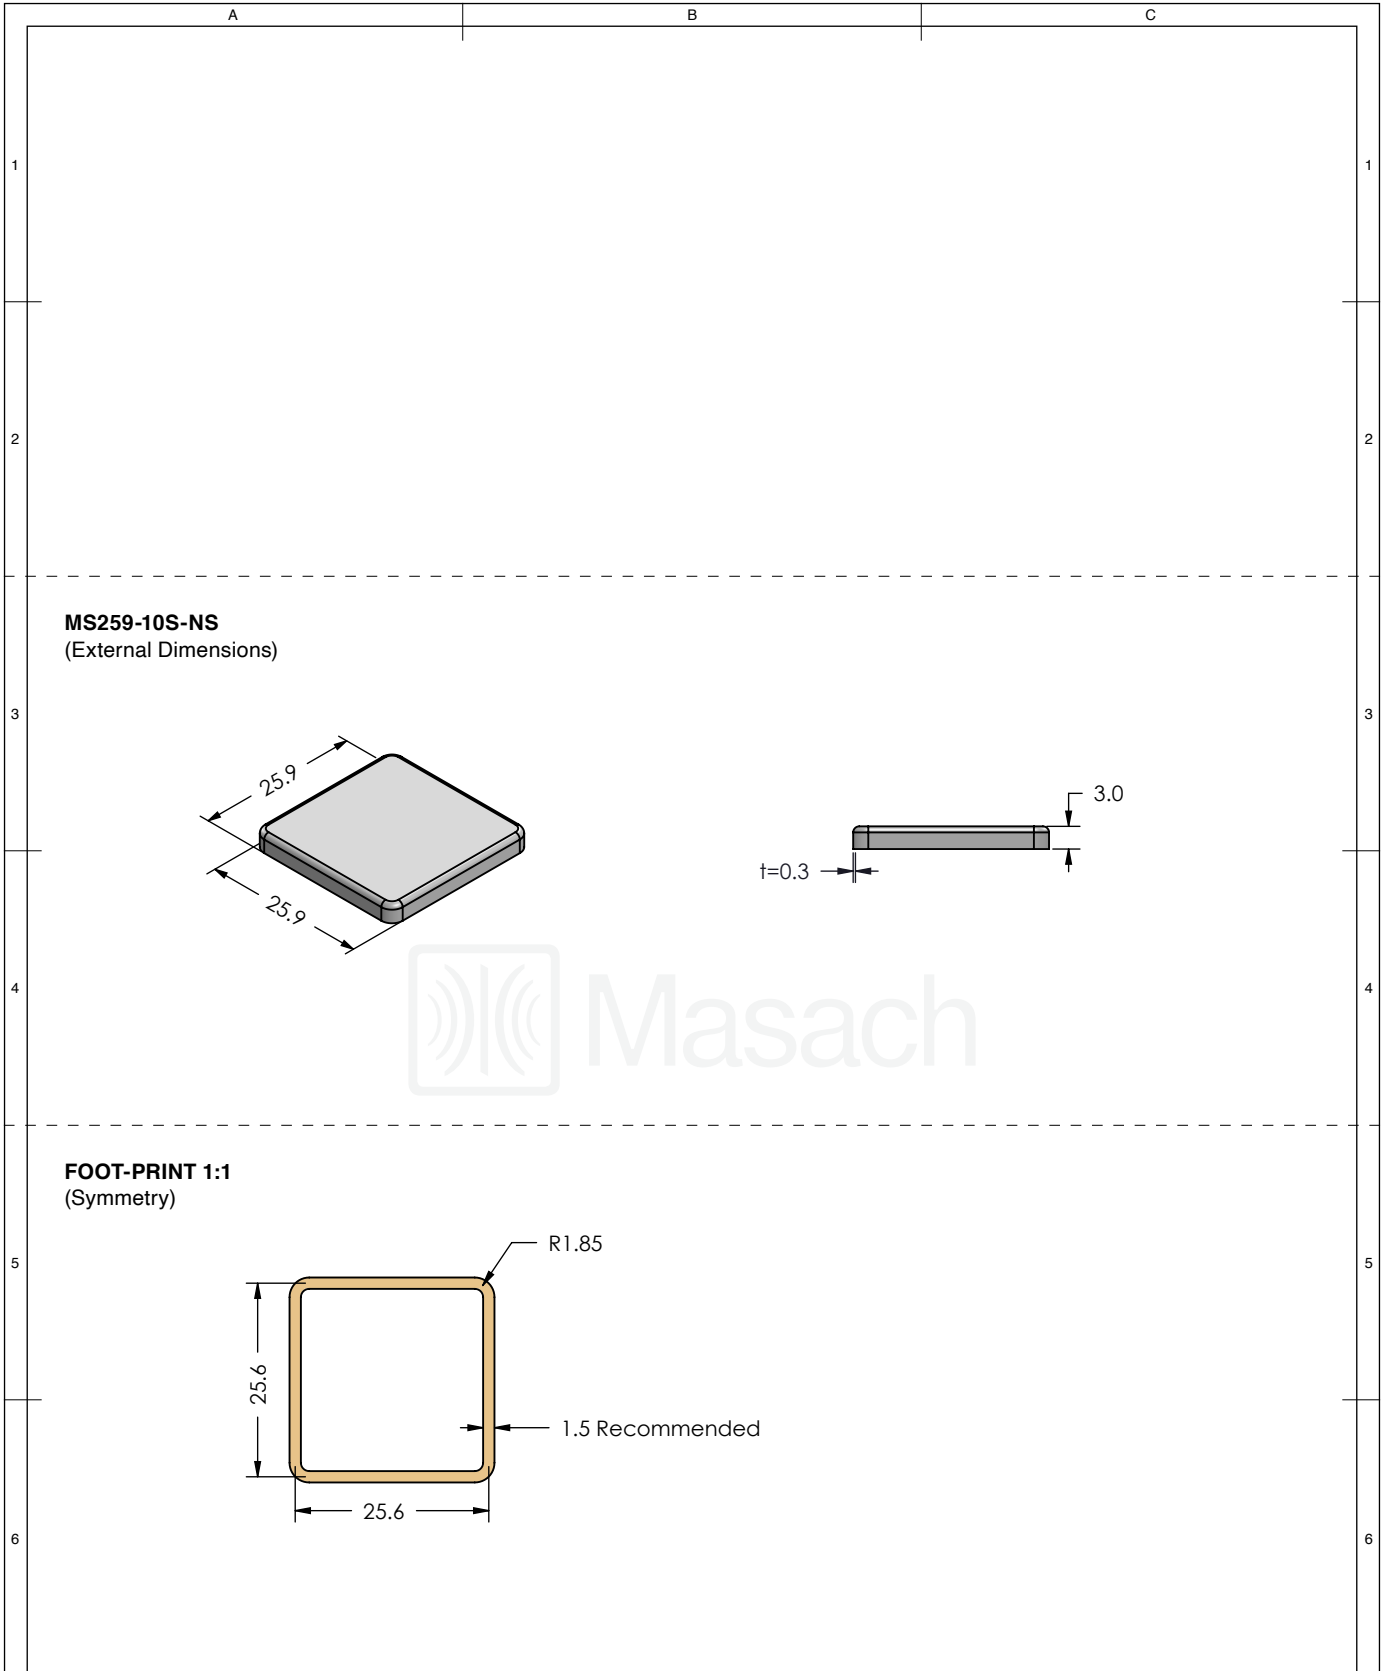 A B C
1 1
2 2
MS259-10S-NS
(External Dimensions)
3 3
25.9
3.0
t=0.3
25.9
Masach
4 4
FOOT-PRINT 1:1
(Symmetry)
R1.85
5 5
25.6
1.5 Recommended
25.6
6 6